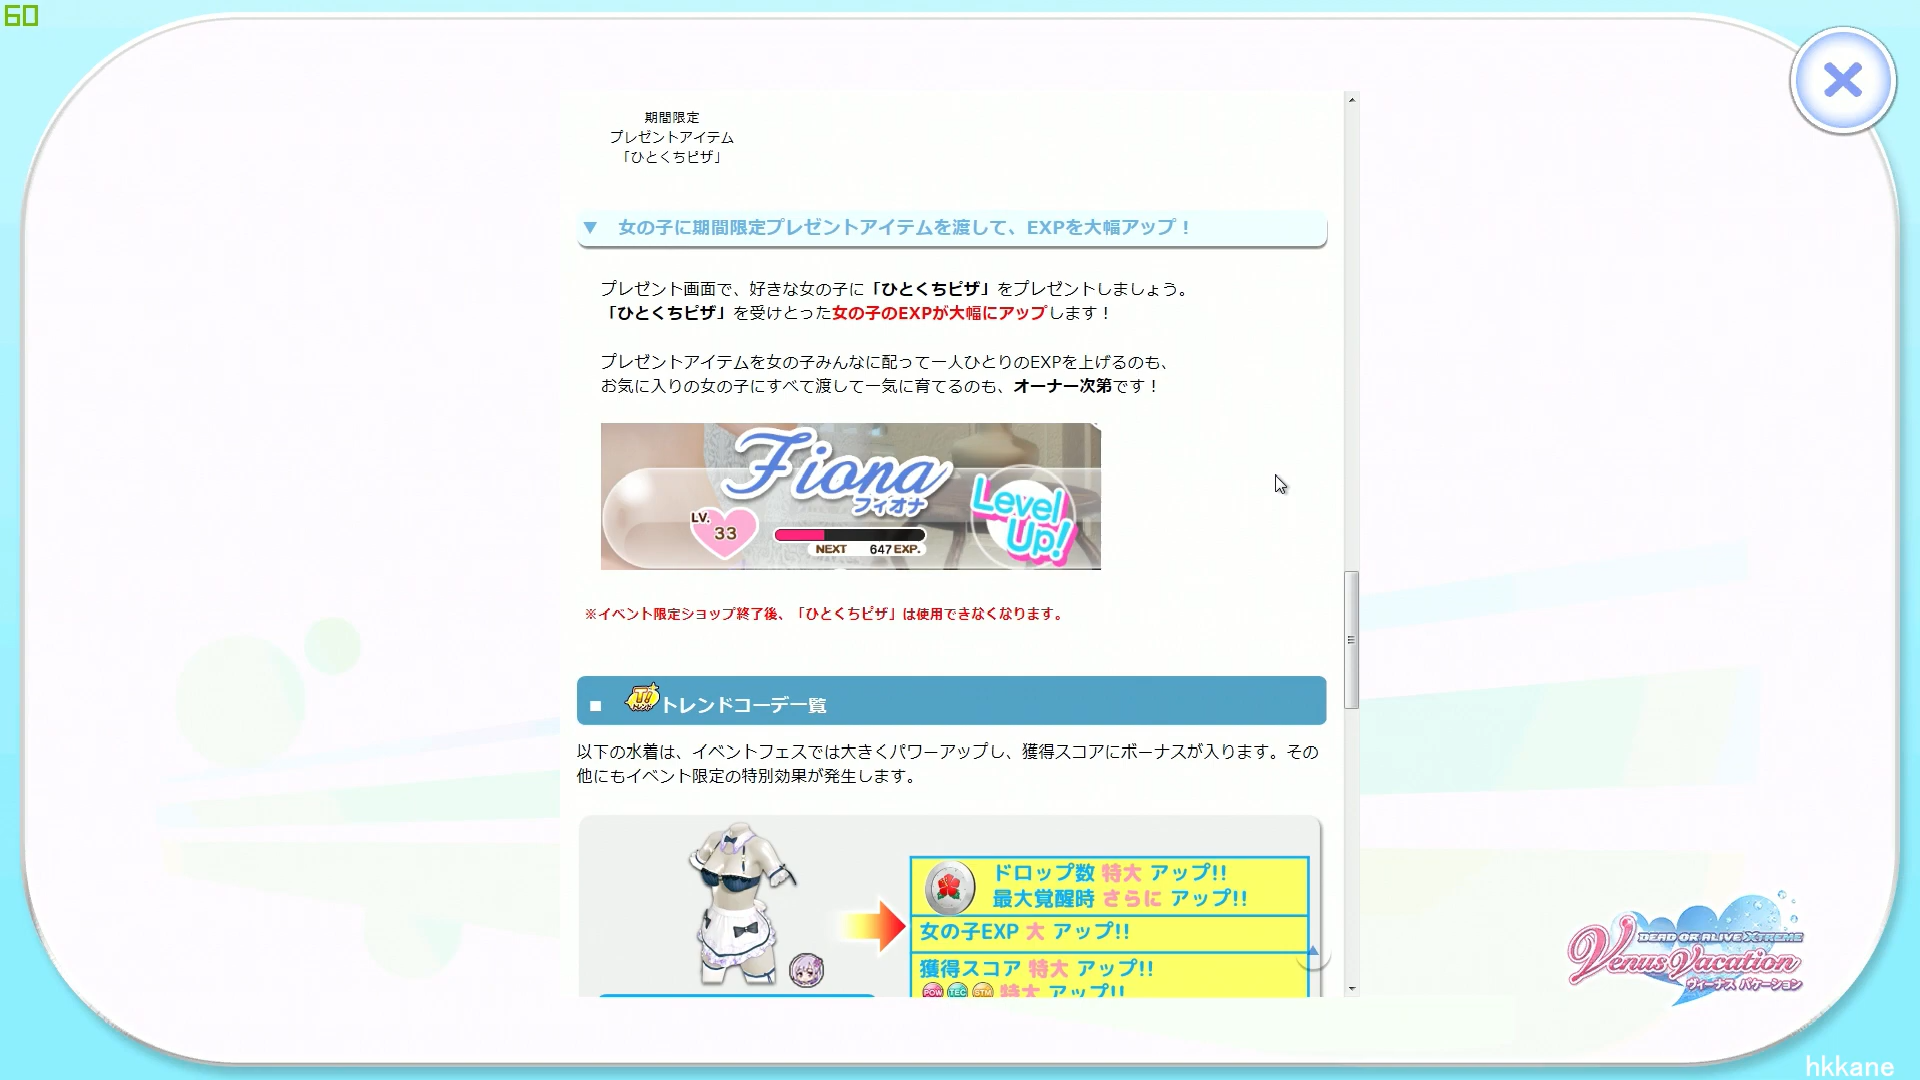 60
期間限定
プレゼントアイテム
「ひとくちピザ」
▼ 女の子に期間限定プレゼントアイテムを渡して、EXPを大幅アップ！
プレゼント画面で、好きな女の子に「ひとくちピザ」をプレゼントしましょう。
「ひとくちピザ」を受けとった女の子のEXPが大幅にアップします！
プレゼントアイテムを女の子みんなに配って一人ひとりのEXPを上げるのも、
お気に入りの女の子にすべて渡して一気に育てるのも、オーナー次第です！
Fiona
フィオナ
Level Up!
LV. 33
NEXT 647 EXP.
※イベント限定ショップ終了後、「ひとくちピザ」は使用できなくなります。
■ T! トレンド トレンドコーデ一覧
以下の水着は、イベントフェスでは大きくパワーアップし、獲得スコアにボーナスが入ります。その
他にもイベント限定の特別効果が発生します。
ドロップ数 特大 アップ!!
最大覚醒時 さらに アップ!!
女の子EXP 大 アップ!!
獲得スコア 特大 アップ!!
POW TEC STM 特大 アップ!!
DEAD OR ALIVE XTREME
Venus Vacation
ヴィーナス バケーション
hkkane